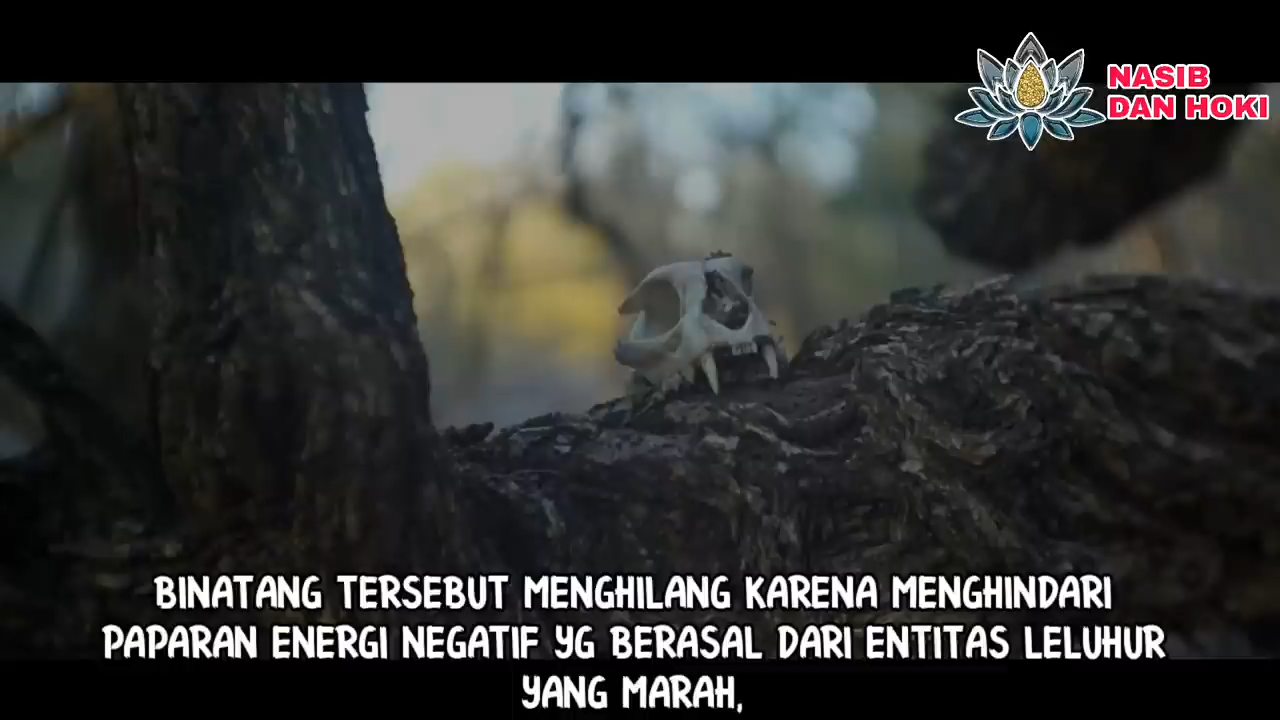 NASIB
DAN HOKI
BINATANG TERSEBUT MENGHILANG KARENA MENGHINDARI
PAPARAN ENERGI NEGATIF YG BERASAL DARI ENTITAS LELUHUR
YANG MARAH,